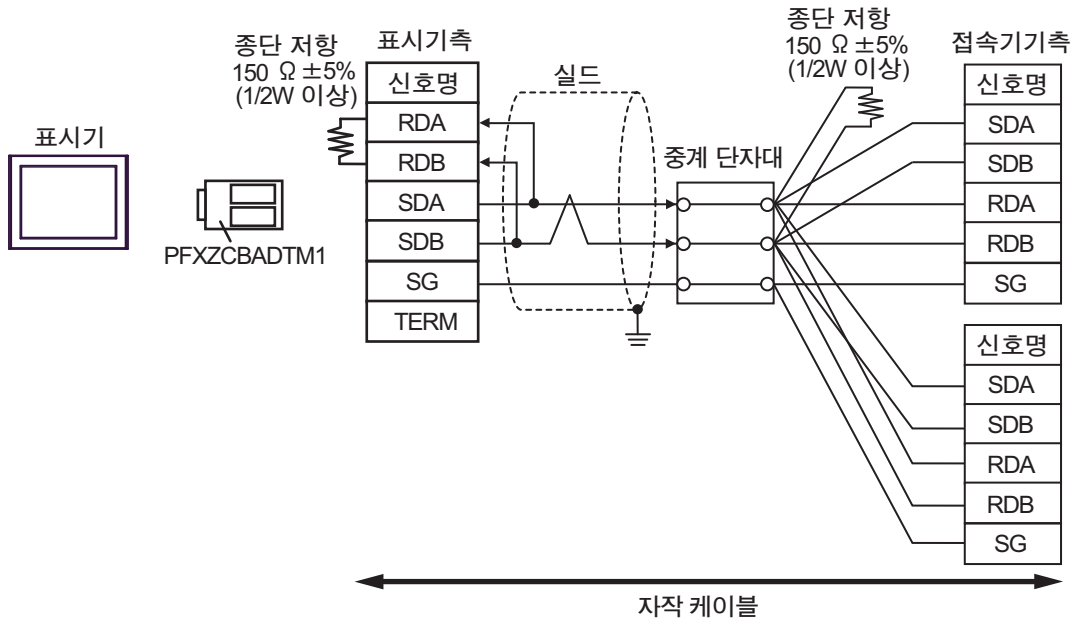 표시기
PFXZCBADTM1
종단 저항
150 Ω ±5%
(1/2W 이상)
표시기측
신호명
RDA
RDB
SDA
SDB
SG
TERM
실드
중계 단자대
종단 저항
150 Ω ±5%
(1/2W 이상)
접속기기측
신호명
SDA
SDB
RDA
RDB
SG
신호명
SDA
SDB
RDA
RDB
SG
자작 케이블